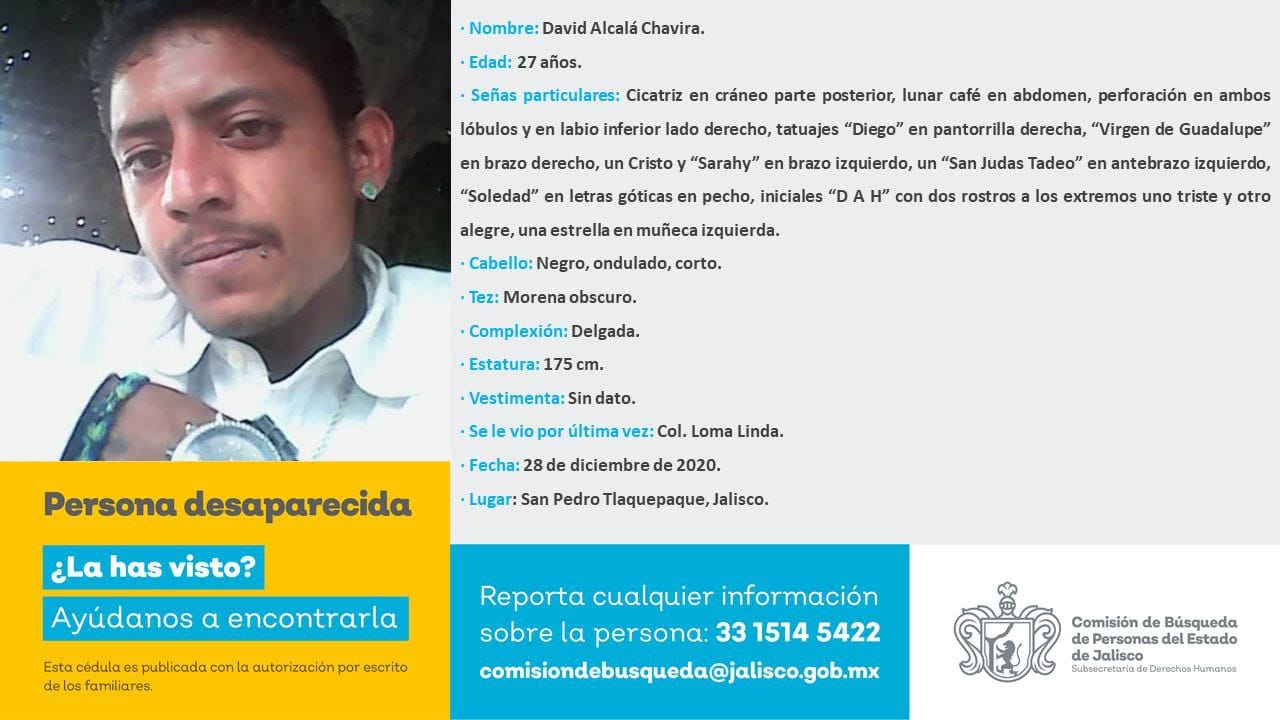 · Nombre: David Alcalá Chavira.
· Edad: 27 años.
· Señas particulares: Cicatriz en cráneo parte posterior, lunar café en abdomen, perforación en ambos
lóbulos y en labio inferior lado derecho, tatuajes “Diego” en pantorrilla derecha, “Virgen de Guadalupe”
en brazo derecho, un Cristo y “Sarahy” en brazo izquierdo, un “San Judas Tadeo” en antebrazo izquierdo,
“Soledad” en letras góticas en pecho, iniciales “D A H” con dos rostros a los extremos uno triste y otro
alegre, una estrella en muñeca izquierda.
· Cabello: Negro, ondulado, corto.
· Tez: Morena obscuro.
· Complexión: Delgada.
· Estatura: 175 cm.
· Vestimenta: Sin dato.
· Se le vio por última vez: Col. Loma Linda.
· Fecha: 28 de diciembre de 2020.
· Lugar: San Pedro Tlaquepaque, Jalisco.
Persona desaparecida
¿La has visto?
Ayúdanos a encontrarla
Esta cédula es publicada con la autorización por escrito
de los familiares.
Reporta cualquier información
sobre la persona: 33 1514 5422
comisiondebusqueda@jalisco.gob.mx
Comisión de Búsqueda
de Personas del Estado
de Jalisco
Subsecretaría de Derechos Humanos